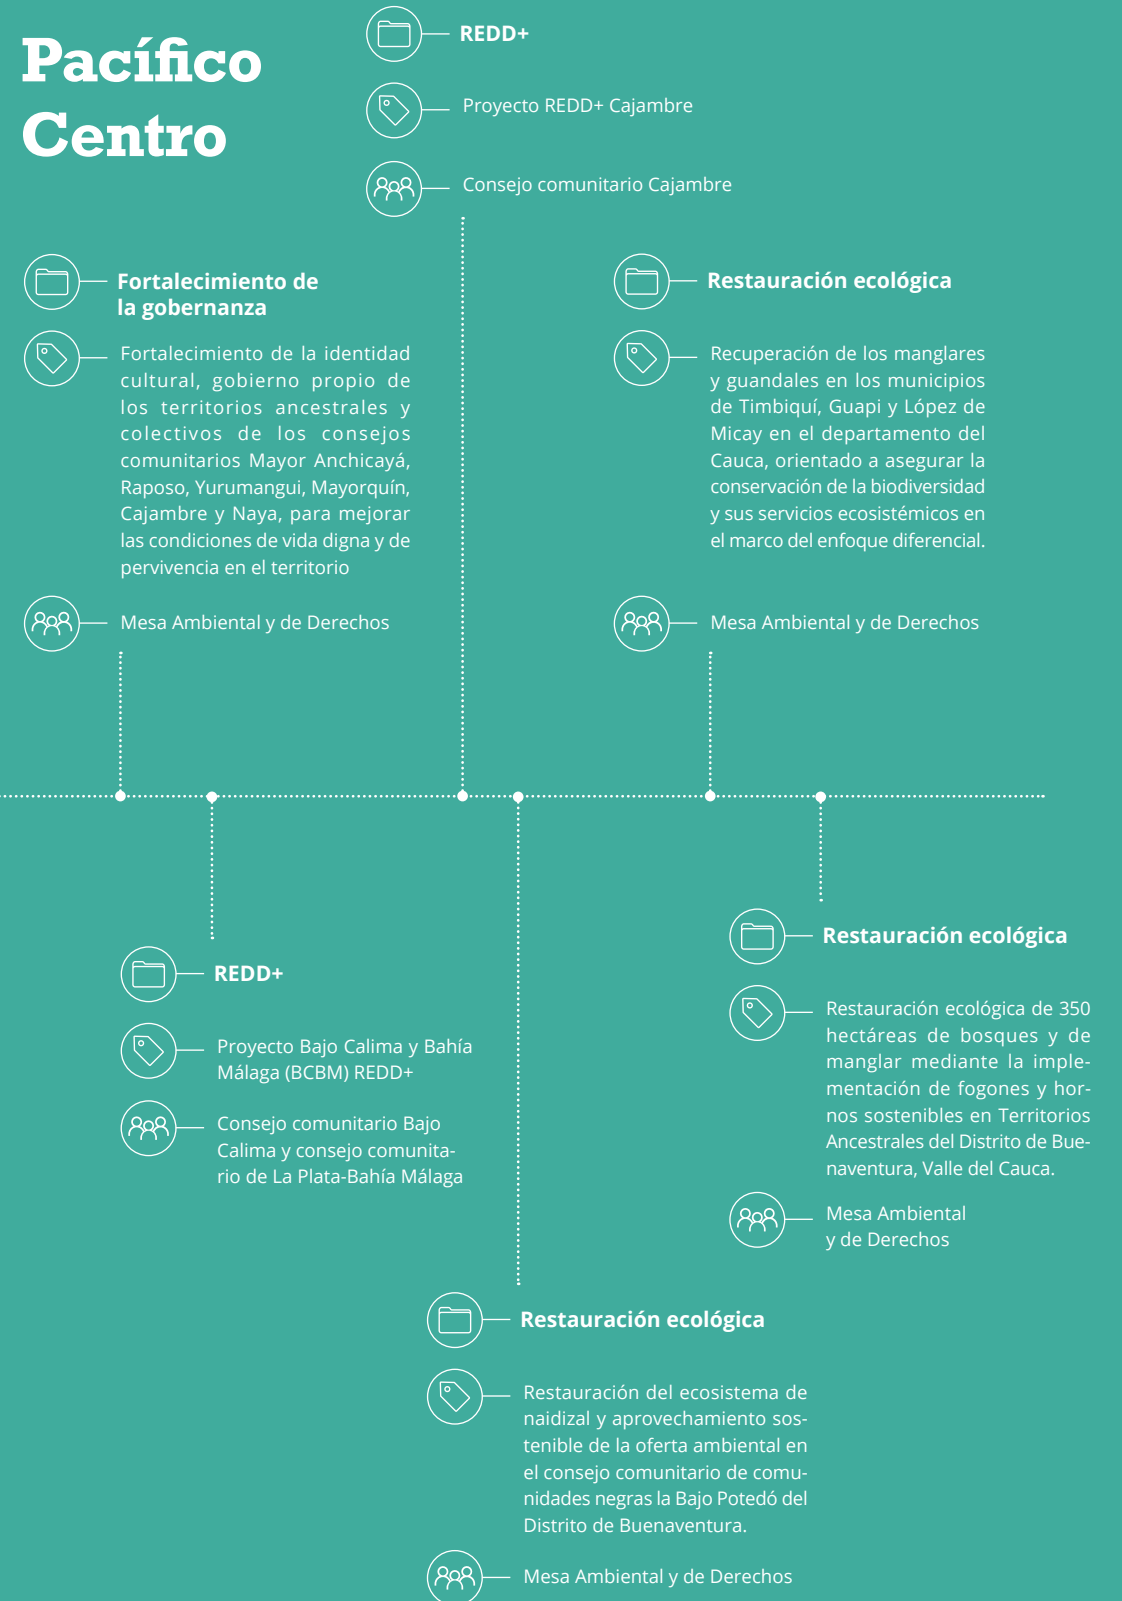 Pacífico
Centro
REDD+
Proyecto REDD+ Cajambre
Consejo comunitario Cajambre
Fortalecimiento de
la gobernanza
Fortalecimiento de la identidad
cultural, gobierno propio de
los territorios ancestrales y
colectivos de los consejos
comunitarios Mayor Anchicayá,
Raposo, Yurumangui, Mayorquín,
Cajambre y Naya, para mejorar
las condiciones de vida digna y de
pervivencia en el territorio
Mesa Ambiental y de Derechos
Restauración ecológica
Recuperación de los manglares
y guandales en los municipios
de Timbiquí, Guapi y López de
Micay en el departamento del
Cauca, orientado a asegurar la
conservación de la biodiversidad
y sus servicios ecosistémicos en
el marco del enfoque diferencial.
Mesa Ambiental y de Derechos
REDD+
Proyecto Bajo Calima y Bahía
Málaga (BCBM) REDD+
Consejo comunitario Bajo
Calima y consejo comunita-
rio de La Plata-Bahía Málaga
Restauración ecológica
Restauración ecológica de 350
hectáreas de bosques y de
manglar mediante la imple-
mentación de fogones y hor-
nos sostenibles en Territorios
Ancestrales del Distrito de Bue-
naventura, Valle del Cauca.
Mesa Ambiental
y de Derechos
Restauración ecológica
Restauración del ecosistema de
naidizal y aprovechamiento sos-
tenible de la oferta ambiental en
el consejo comunitario de comu-
nidades negras la Bajo Potedó del
Distrito de Buenaventura.
Mesa Ambiental y de Derechos